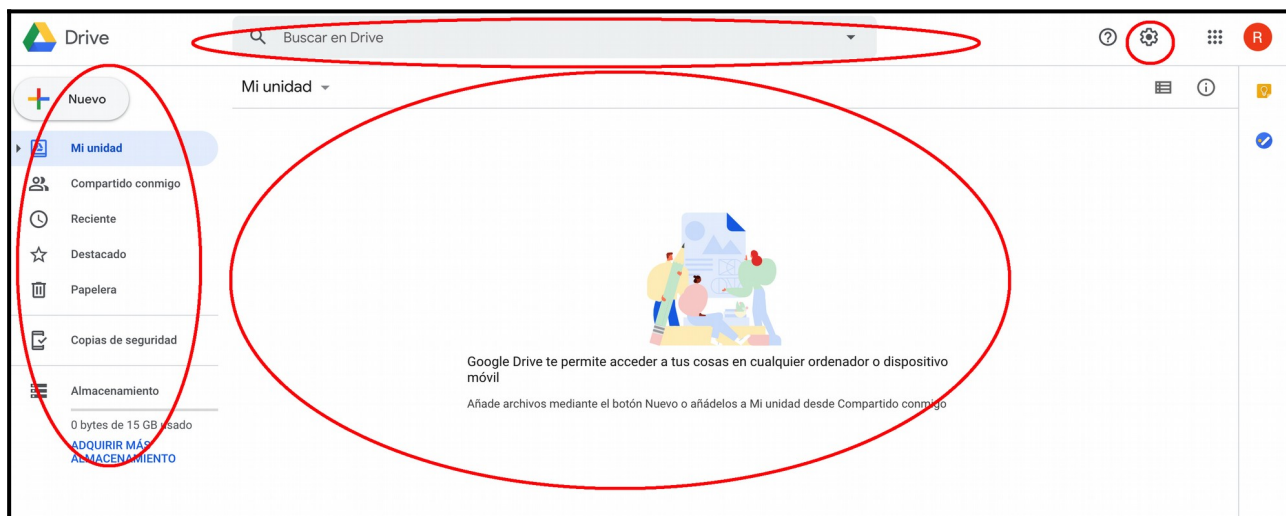 Drive
Buscar en Drive
R
Nuevo
Mi unidad
Compartido conmigo
Reciente
Destacado
Papelera
Copias de seguridad
Almacenamiento
0 bytes de 15 GB usado
ADQUIRIR MÁS
ALMACENAMIENTO
Mi unidad
Google Drive te permite acceder a tus cosas en cualquier ordenador o dispositivo
móvil
Añade archivos mediante el botón Nuevo o añádelos a Mi unidad desde Compartido conmigo